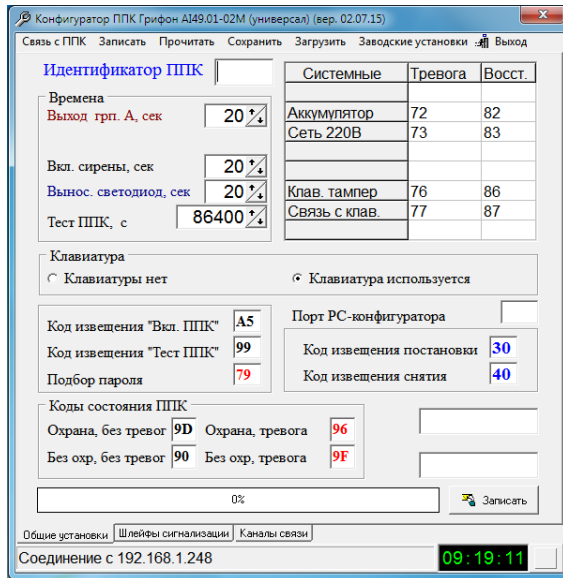 Конфигуратор ППК Грифон AI49.01-02М (универсал) (вер. 02.07.15)
Связь с ППК Записать Прочитать Сохранить Загрузить Заводские установки Выход
Идентификатор ППК
Системные Тревога Восст.
Времена
Выход грп. А, сек 20
Аккумулятор 72 82
Сеть 220В 73 83
Вкл. сирены, сек 20
Вынос. светодиод, сек 20
Клав. тампер 76 86
Тест ППК, с 86400
Связь с клав. 77 87
Клавиатура
Клавиатуры нет Клавиатура используется
Код извещения "Вкл. ППК" A5
Порт PC-конфигуратора
Код извещения "Тест ППК" 99
Код извещения постановки 30
Подбор пароля 79
Код извещения снятия 40
Коды состояния ППК
Охрана, без тревог 9D Охрана, тревога 96
Без охр, без тревог 90 Без охр, тревога 9F
0% Записать
Общие установки Шлейфы сигнализации Каналы связи
Соединение с 192.168.1.248 09:19:11